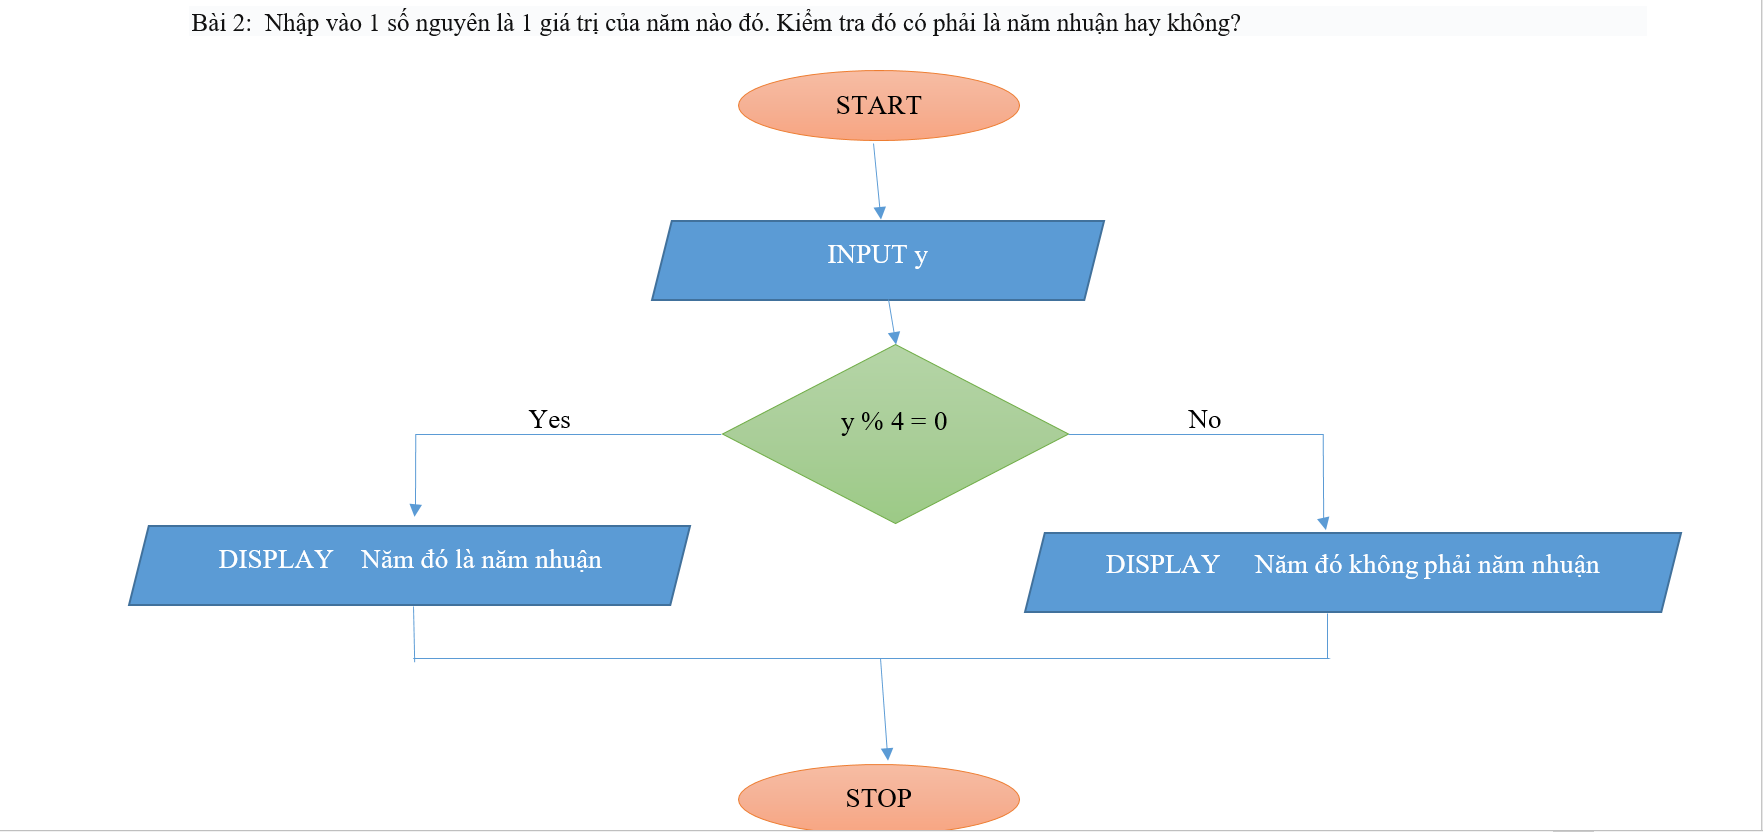 Bài 2:  Nhập vào 1 số nguyên là 1 giá trị của năm nào đó. Kiểm tra đó có phải là năm nhuận hay không?
START
INPUT y
y % 4 = 0
Yes
No
DISPLAY    Năm đó là năm nhuận
DISPLAY     Năm đó không phải năm nhuận
STOP